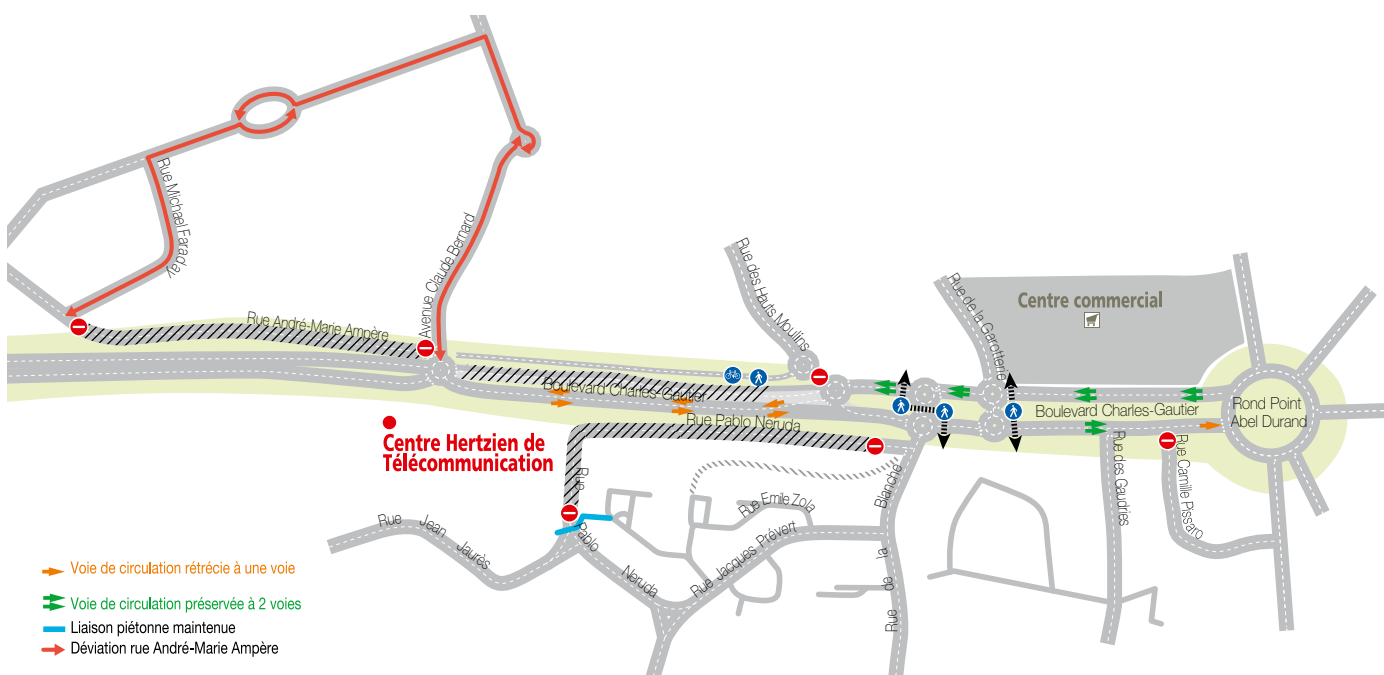 Rue Michael Faraday
Avenue Claude Bernard
Rue André-Marie Ampère
Rue des Hauts Moulins
Rue de la Garotterie
Centre commercial
Boulevard Charles-Gautier
Boulevard Charles-Gautier
Rond Point
Abel Durand
Rue Pablo Neruda
Centre Hertzien de
Télécommunication
Rue Pablo Neruda
Rue Jean Jaurès
Rue Emile Zola
Rue Jacques Prévert
Rue de la Blanche
Rue des Gaudries
Rue Camille Pissaro
Voie de circulation rétrécie à une voie
Voie de circulation préservée à 2 voies
Liaison piétonne maintenue
Déviation rue André-Marie Ampère